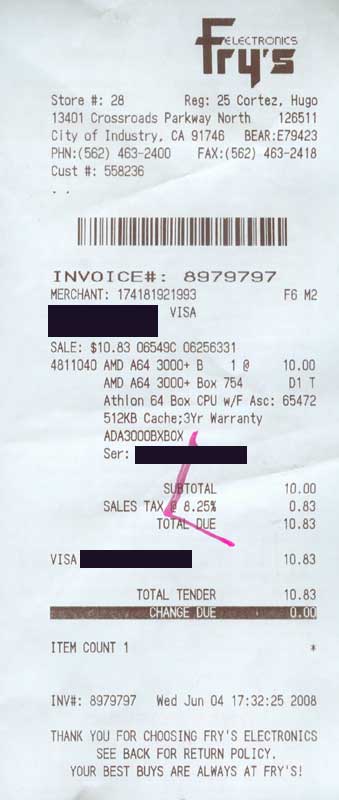 ELECTRONICS
Fry's
Store #: 28 Reg: 25 Cortez, Hugo
13401 Crossroads Parkway North 126511
City of Industry, CA 91746 BEAR:E79423
PHN:(562) 463-2400 FAX:(562) 463-2418
Cust #: 558236
. .
INVOICE#: 8979797
MERCHANT: 174181921993 F6 M2
VISA
SALE: $10.83 06549C 06256331
4811040 AMD A64 3000+ B 1 @ 10.00
AMD A64 3000+ Box 754 D1 T
Athlon 64 Box CPU w/F Asc: 65472
512KB Cache;3Yr Warranty
ADA3000BXBOX
Ser:
SUBTOTAL 10.00
SALES TAX @ 8.25% 0.83
TOTAL DUE 10.83
VISA 10.83
TOTAL TENDER 10.83
CHANGE DUE 0.00
ITEM COUNT 1 *
INV#: 8979797 Wed Jun 04 17:32:25 2008
THANK YOU FOR CHOOSING FRY'S ELECTRONICS
SEE BACK FOR RETURN POLICY.
YOUR BEST BUYS ARE ALWAYS AT FRY'S!